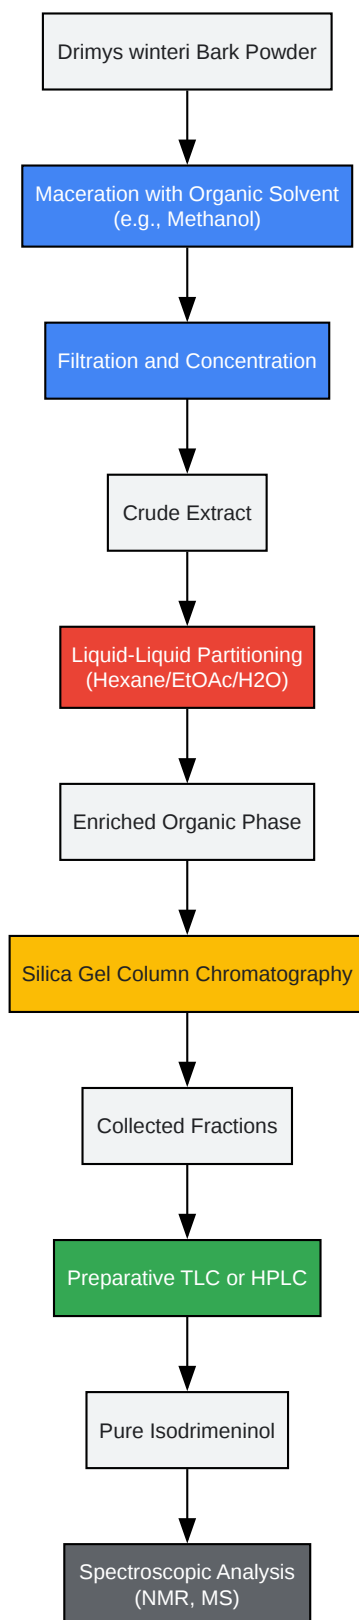 Drimys winteri Bark Powder
Maceration with Organic Solvent
(e.g., Methanol)
Filtration and Concentration
Crude Extract
Liquid-Liquid Partitioning
(Hexane/EtOAc/H2O)
Enriched Organic Phase
Silica Gel Column Chromatography
Collected Fractions
Preparative TLC or HPLC
Pure Isodrimeninol
Spectroscopic Analysis
(NMR, MS)